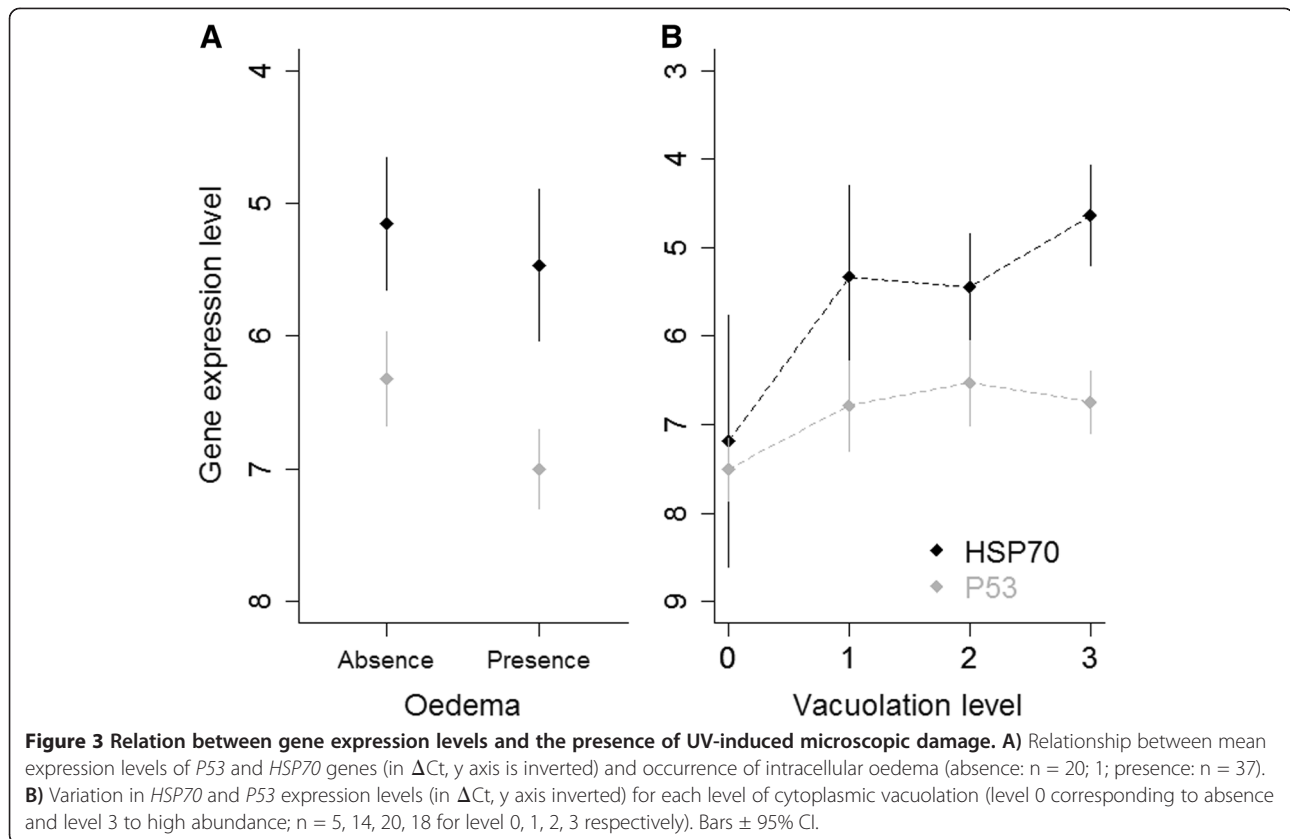 A
B
Gene expression level
4
5
6
7
8
Absence
Presence
Oedema
3
4
5
6
7
8
9
HSP70
P53
0
1
2
3
Vacuolation level
Figure 3 Relation between gene expression levels and the presence of UV-induced microscopic damage. A) Relationship between mean
expression levels of P53 and HSP70 genes (in ΔCt, y axis is inverted) and occurrence of intracellular oedema (absence: n = 20; 1; presence: n = 37).
B) Variation in HSP70 and P53 expression levels (in ΔCt, y axis inverted) for each level of cytoplasmic vacuolation (level 0 corresponding to absence
and level 3 to high abundance; n = 5, 14, 20, 18 for level 0, 1, 2, 3 respectively). Bars ± 95% CI.